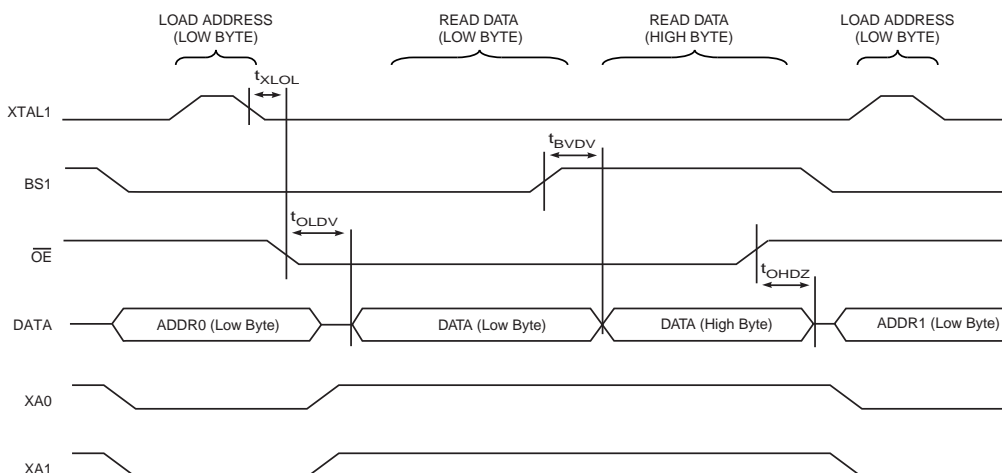 LOAD ADDRESS
(LOW BYTE)
READ DATA
(LOW BYTE)
READ DATA
(HIGH BYTE)
LOAD ADDRESS
(LOW BYTE)
tXLOL
XTAL1
tBVDV
BS1
tOLDV
OE
tOHDZ
DATA
ADDR0 (Low Byte)
DATA (Low Byte)
DATA (High Byte)
ADDR1 (Low Byte)
XA0
XA1